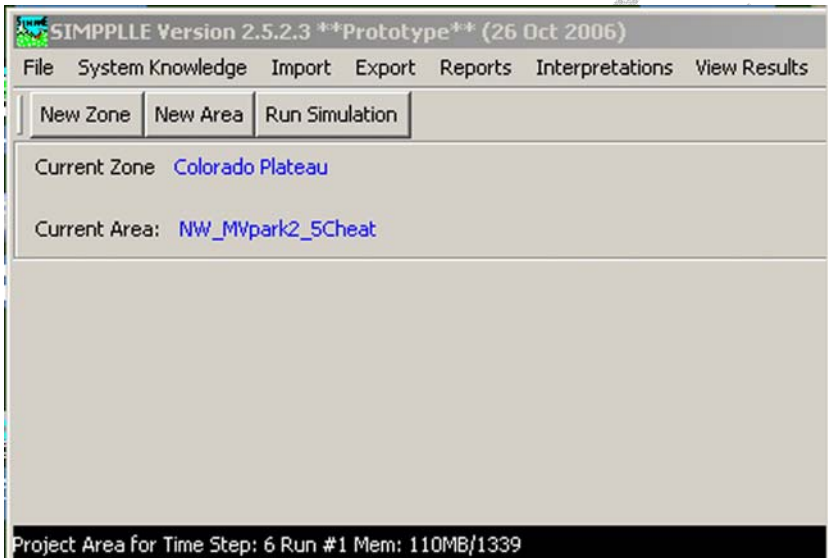 SIMPPLLE Version 2.5.2.3 **Prototype** (26 Oct 2006)
File System Knowledge Import Export Reports Interpretations View Results
New Zone New Area Run Simulation
Current Zone Colorado Plateau
Current Area: NW_MVpark2_5Cheat
Project Area for Time Step: 6 Run #1 Mem: 110MB/1339